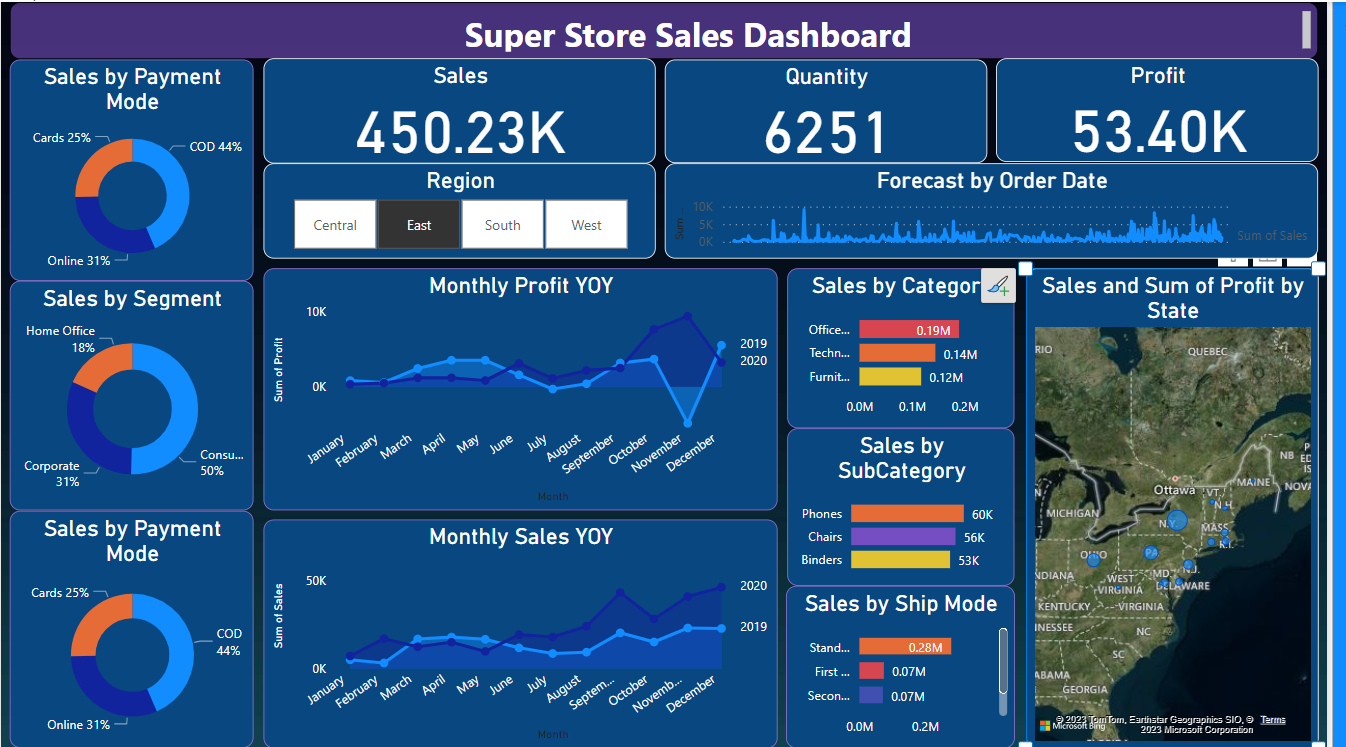 Super Store Sales Dashboard
Sales by Payment
Mode
Cards 25%
COD 44%
Online 31%
Sales
450.23K
Quantity
6251
Profit
53.40K
Region
Central
East
South
West
Forecast by Order Date
10K
5K
0K
Sum...
Sum of Sales
Sales by Segment
Home Office
18%
Consu...
50%
Corporate
31%
Monthly Profit YOY
10K
0K
Sum of Profit
2019
2020
January
February
March
April
May
June
July
August
September
October
November
December
Month
Sales by Categor
Office...
0.19M
Techn...
0.14M
Furnit...
0.12M
0.0M
0.1M
0.2M
Sales and Sum of Profit by
State
RIO
QUEBEC
NB
MAINE
NOVA
Ottawa
VT.
N.H.
MICHIGAN
N.Y.
MASS.
R.I.
OHIO
PA
N.J.
NDIANA
MD.
WEST
VIRGINIA
DELAWARE
KENTUCKY
VIRGINIA
NNESSEE
NC
SC
ABAMA
GEORGIA
Microsoft Bing
© 2023 TomTom, Earthstar Geographics SIO, ©
2023 Microsoft Corporation
Terms
Sales by
SubCategory
Phones
60K
Chairs
56K
Binders
53K
Sales by Payment
Mode
Cards 25%
COD
44%
Online 31%
Monthly Sales YOY
50K
0K
Sum of Sales
2020
2019
January
February
March
April
May
June
July
August
Septem...
October
Novemb...
December
Month
Sales by Ship Mode
Stand...
0.28M
First ...
0.07M
Secon...
0.07M
0.0M
0.2M